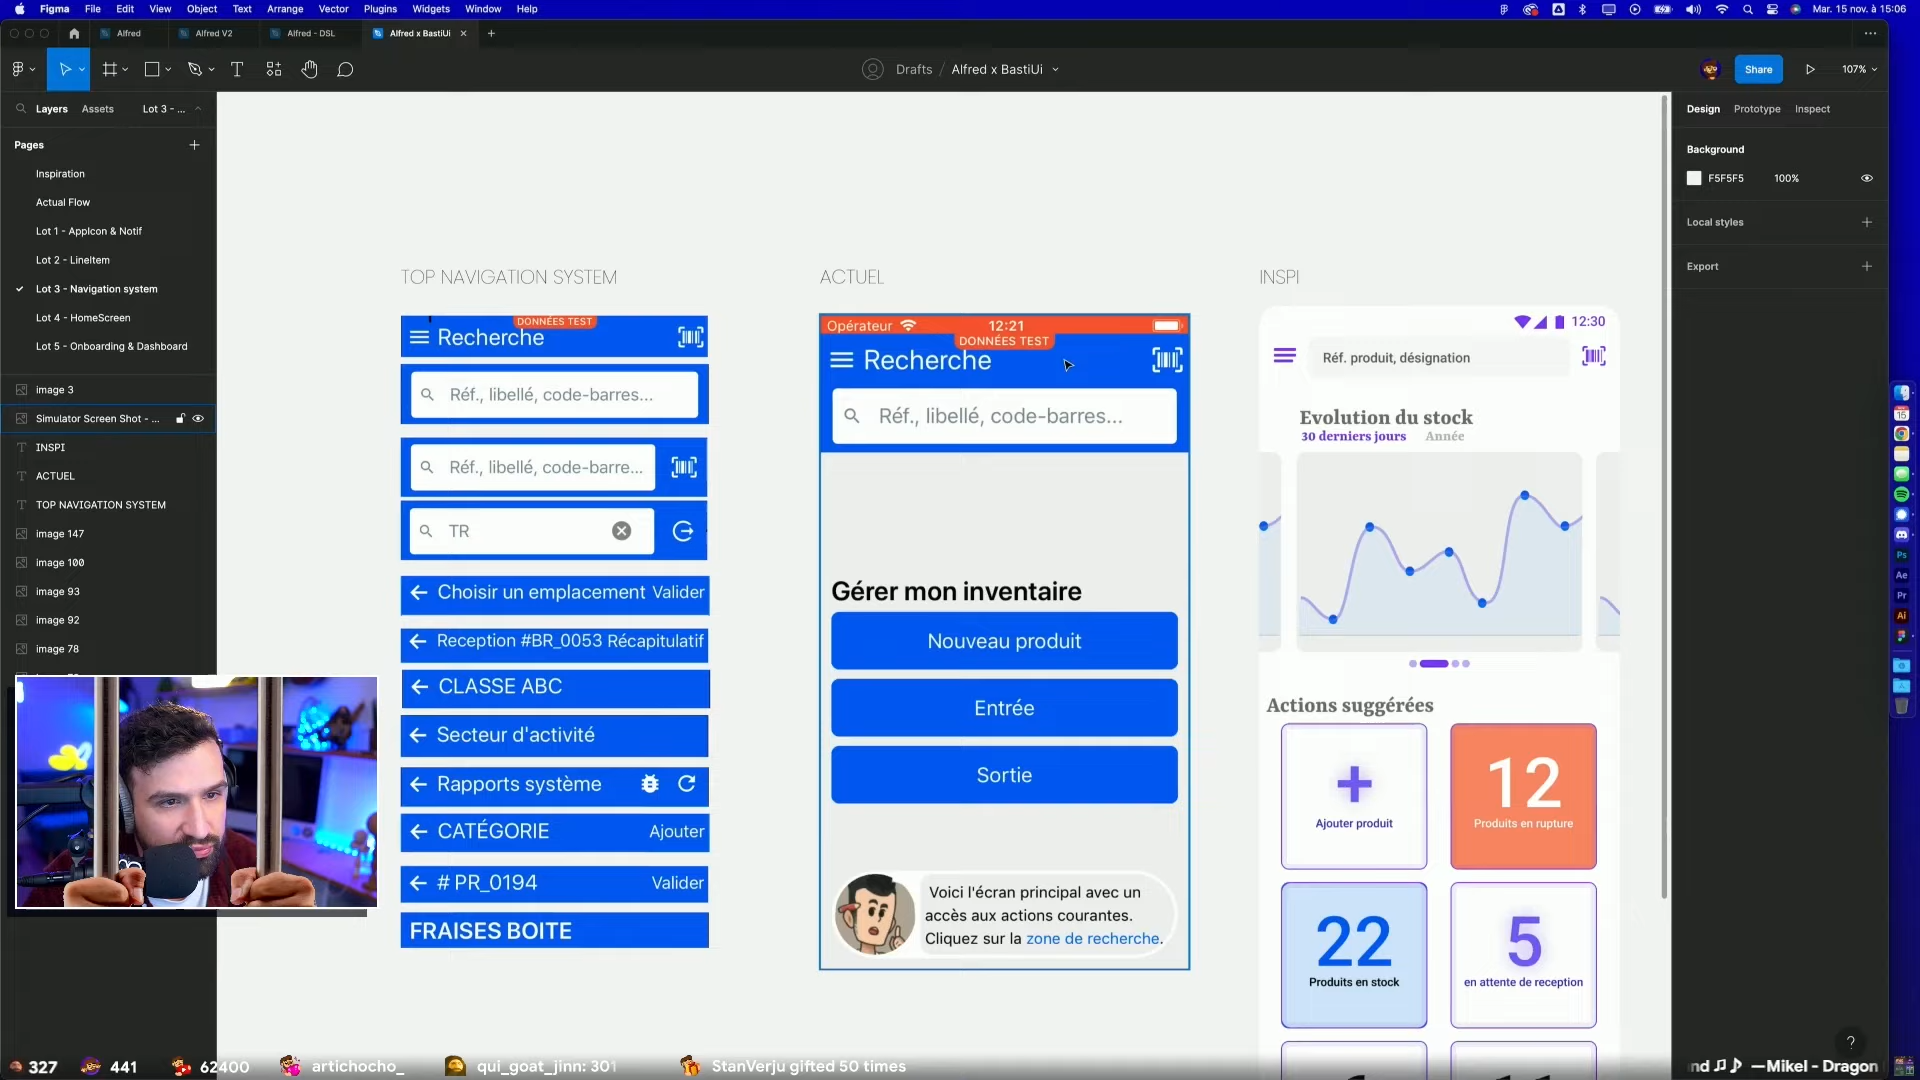 Figma File Edit View Object Text Arrange Vector Plugins Widgets Window Help
Mar. 15 nov. à 15:06
Alfred
Alfred V2
Alfred - DSL
Alfred x BastiUi
Drafts / Alfred x BastiUi
Share
107%
Layers Assets Lot 3 - ...
Pages
Inspiration
Actual Flow
Lot 1 - AppIcon & Notif
Lot 2 - LineItem
Lot 3 - Navigation system
Lot 4 - HomeScreen
Lot 5 - Onboarding & Dashboard
image 3
Simulator Screen Shot - ...
INSPI
ACTUEL
TOP NAVIGATION SYSTEM
image 147
image 100
image 93
image 92
image 78
TOP NAVIGATION SYSTEM
DONNÉES TEST
Recherche
Réf., libellé, code-barres...
Réf., libellé, code-barre...
TR
Choisir un emplacement Valider
Reception #BR_0053 Récapitulatif
CLASSE ABC
Secteur d'activité
Rapports système
CATÉGORIE Ajouter
# PR_0194 Valider
FRAISES BOITE
ACTUEL
Opérateur 12:21
DONNÉES TEST
Recherche
Réf., libellé, code-barres...
Gérer mon inventaire
Nouveau produit
Entrée
Sortie
Voici l'écran principal avec un
accès aux actions courantes.
Cliquez sur la zone de recherche.
INSPI
12:30
Réf. produit, désignation
Evolution du stock
30 derniers jours Année
Actions suggérées
+
Ajouter produit
12
Produits en rupture
22
Produits en stock
5
en attente de reception
Design Prototype Inspect
Background
F5F5F5 100%
Local styles
Export
15
Ps
Ae
Pr
Ai
?
327 441 62400 artichocho_ qui_goat_jinn: 301 StanVerju gifted 50 times
nd ♫♪ —Mikel - Dragon